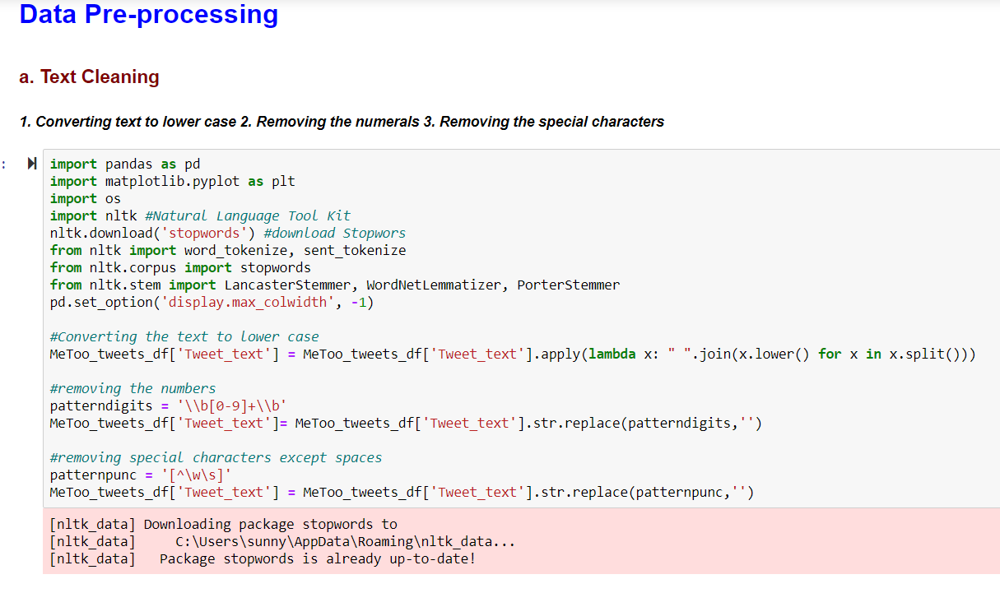 Data Pre-processing
a. Text Cleaning
1. Converting text to lower case 2. Removing the numerals 3. Removing the special characters
:
import pandas as pd
import matplotlib.pyplot as plt
import os
import nltk #Natural Language Tool Kit
nltk.download('stopwords') #download Stopwors
from nltk import word_tokenize, sent_tokenize
from nltk.corpus import stopwords
from nltk.stem import LancasterStemmer, WordNetLemmatizer, PorterStemmer
pd.set_option('display.max_colwidth', -1)
#Converting the text to lower case
MeToo_tweets_df['Tweet_text'] = MeToo_tweets_df['Tweet_text'].apply(lambda x: " ".join(x.lower() for x in x.split()))
#removing the numbers
patterndigits = '\\b[0-9]+\\b'
MeToo_tweets_df['Tweet_text']= MeToo_tweets_df['Tweet_text'].str.replace(patterndigits,'')
#removing special characters except spaces
patternpunc = '[^\w\s]'
MeToo_tweets_df['Tweet_text'] = MeToo_tweets_df['Tweet_text'].str.replace(patternpunc,'')
[nltk_data] Downloading package stopwords to
[nltk_data]     C:\Users\sunny\AppData\Roaming\nltk_data...
[nltk_data]   Package stopwords is already up-to-date!